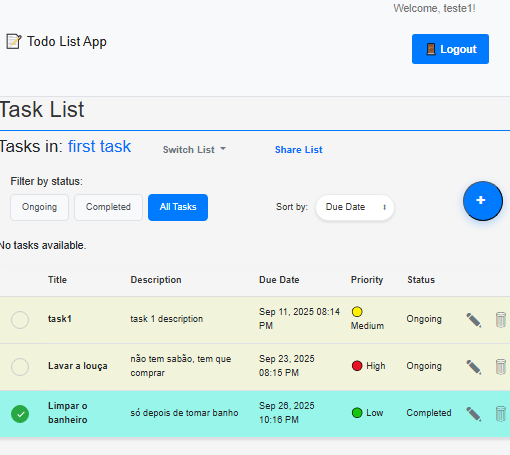 Welcome, teste1!
📝 Todo List App
🚪 Logout
Task List
Tasks in: first task
Switch List
Share List
Filter by status:
Ongoing
Completed
All Tasks
Sort by:
Due Date
+
No tasks available.
Title Description Due Date Priority Status
task1 task 1 description Sep 11, 2025 08:14 PM Medium Ongoing
Lavar a louça não tem sabão, tem que comprar Sep 23, 2025 08:15 PM High Ongoing
Limpar o banheiro só depois de tomar banho Sep 26, 2025 10:16 PM Low Completed